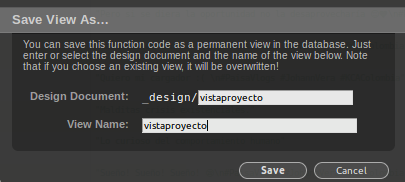 Save View As…
You can save this function code as a permanent view in the database. Just
enter or select the design document and the name of the view below. Note
that if you choose an existing view, it will be overwritten!
Design Document: _design/vistaproyecto
View Name: vistaproyecto
Save Cancel